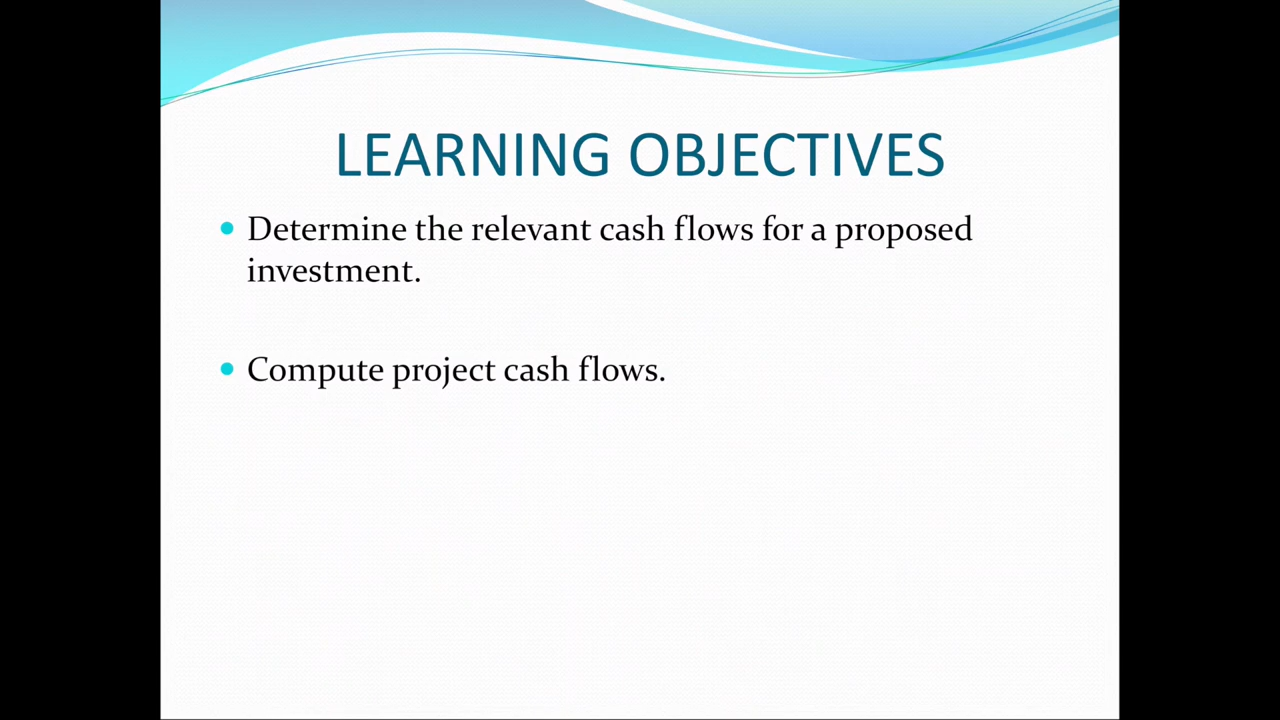 LEARNING OBJECTIVES
Determine the relevant cash flows for a proposed
investment.
Compute project cash flows.